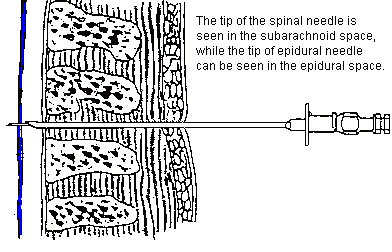 The tip of the spinal needle is
seen in the subarachnoid space,
while the tip of epidural needle
can be seen in the epidural space.